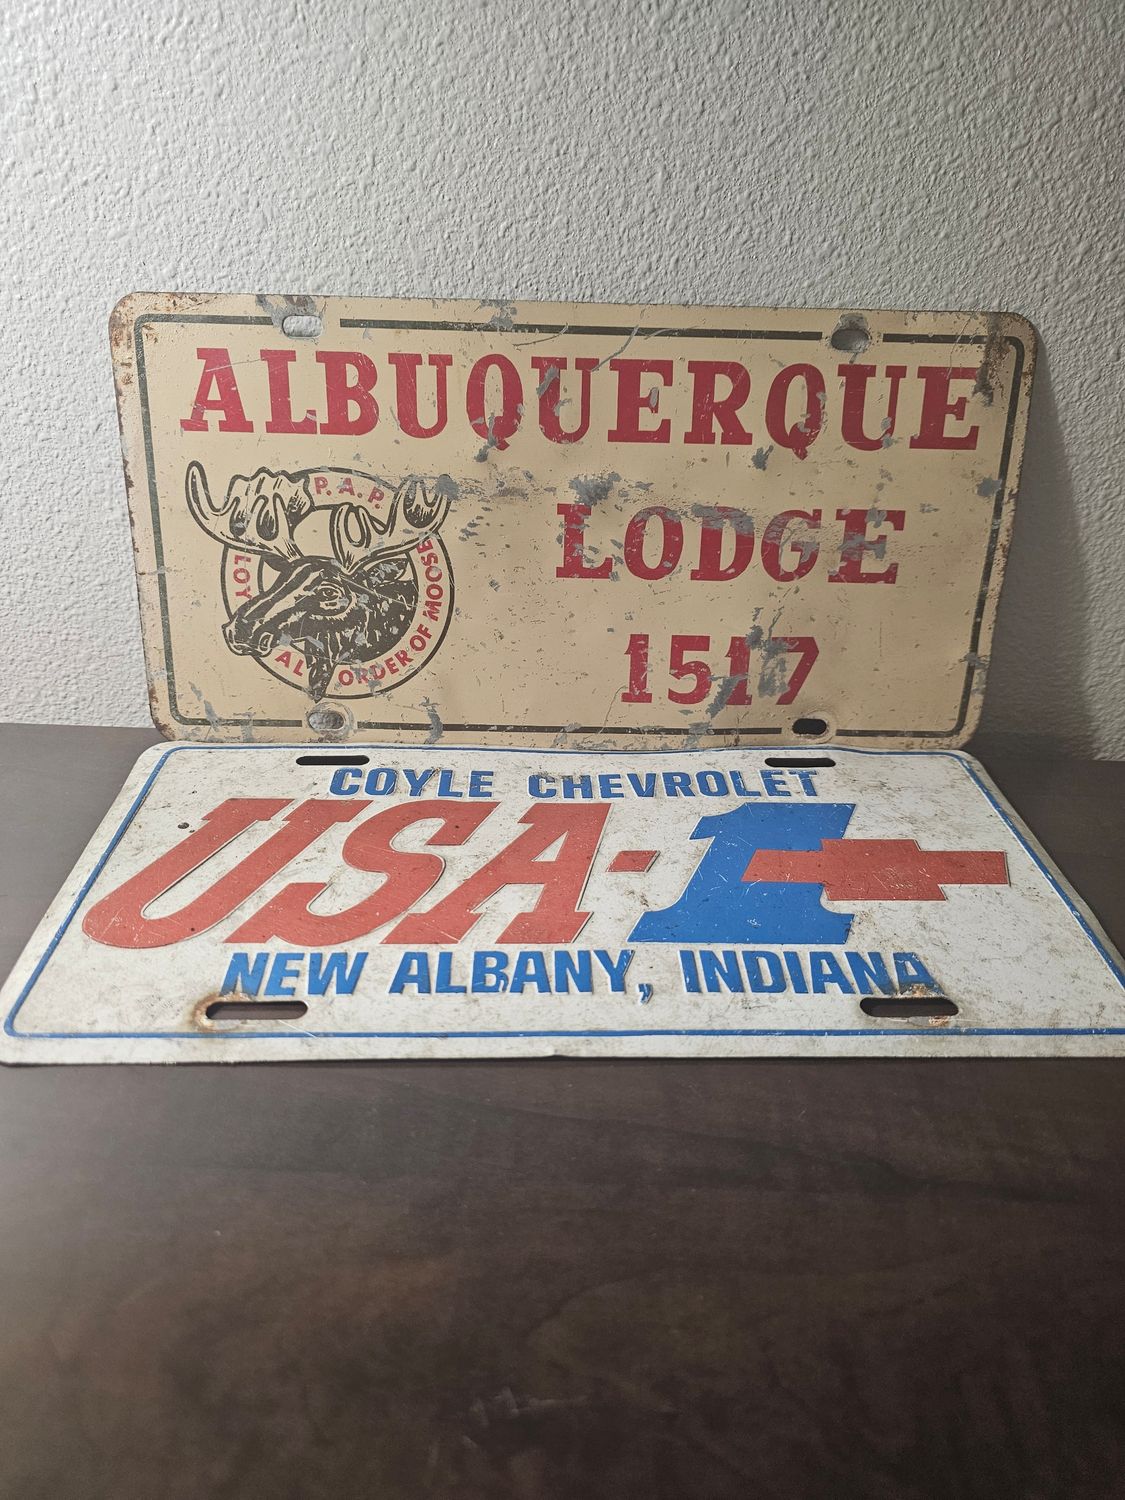 ALBUQUERQUE
P. A. P.
LOYAL ORDER OF MOOSE
LODGE
1517
COYLE CHEVROLET
USA-1
NEW ALBANY, INDIANA